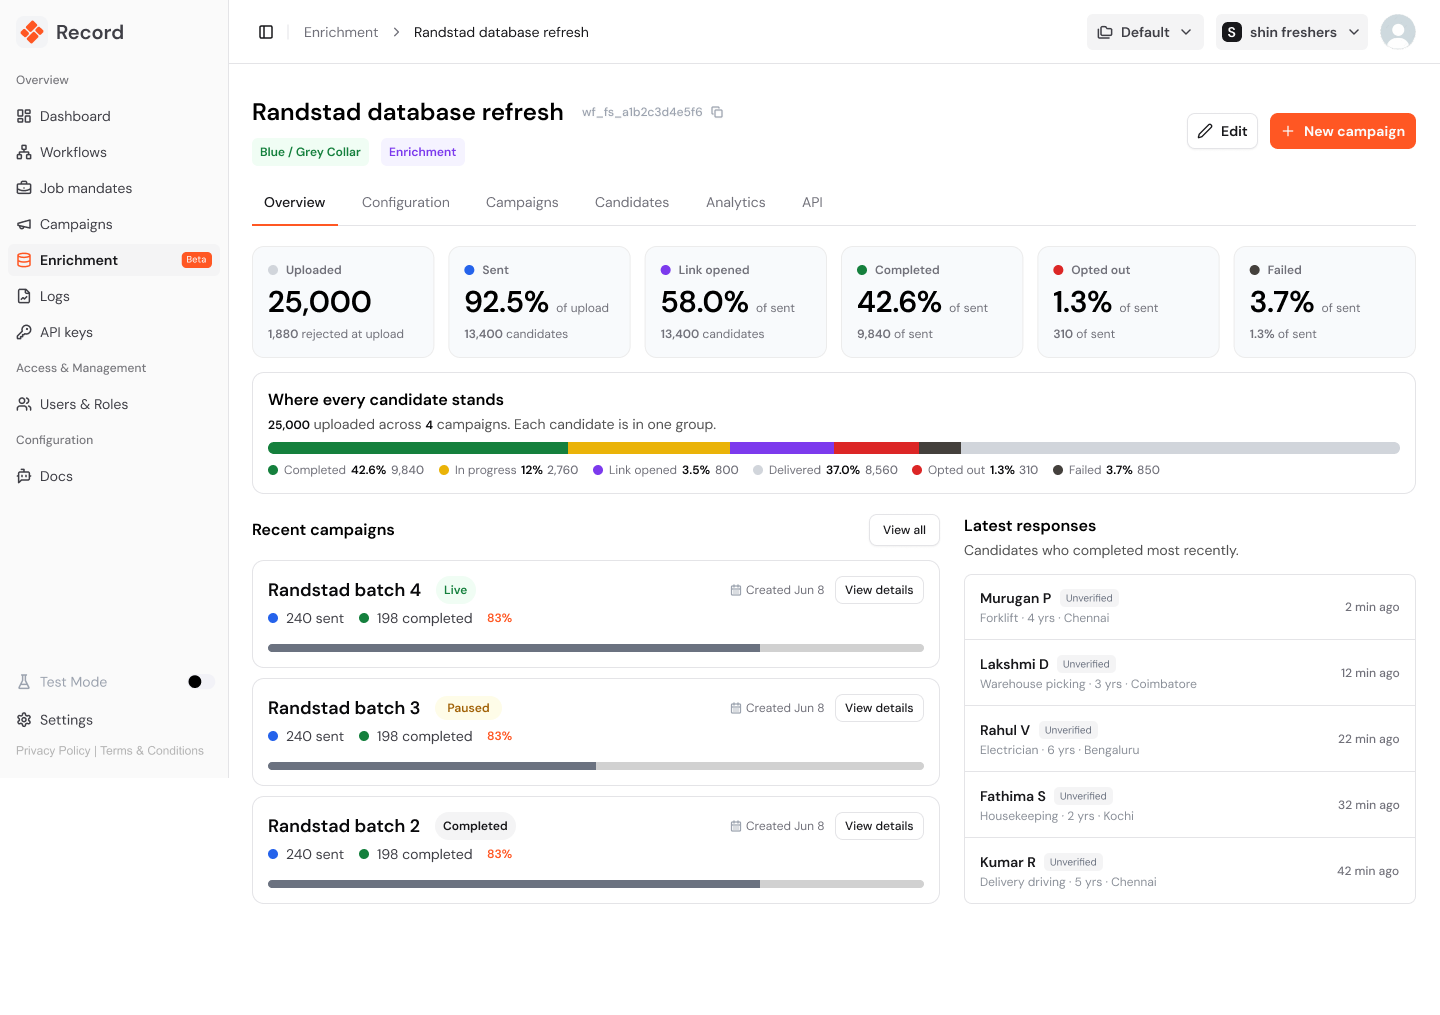 Record
Overview
Dashboard
Workflows
Job mandates
Campaigns
Enrichment Beta
Logs
API keys
Access & Management
Users & Roles
Configuration
Docs
Test Mode
Settings
Privacy Policy | Terms & Conditions
Enrichment > Randstad database refresh
Default
S shin freshers
Randstad database refresh wf_fs_a1b2c3d4e5f6
Blue / Grey Collar Enrichment
Edit
+ New campaign
Overview Configuration Campaigns Candidates Analytics API
Uploaded
25,000
1,880 rejected at upload
Sent
92.5% of upload
13,400 candidates
Link opened
58.0% of sent
13,400 candidates
Completed
42.6% of sent
9,840 of sent
Opted out
1.3% of sent
310 of sent
Failed
3.7% of sent
1.3% of sent
Where every candidate stands
25,000 uploaded across 4 campaigns. Each candidate is in one group.
Completed 42.6% 9,840 In progress 12% 2,760 Link opened 3.5% 800 Delivered 37.0% 8,560 Opted out 1.3% 310 Failed 3.7% 850
Recent campaigns View all
Randstad batch 4 Live Created Jun 8 View details
240 sent 198 completed 83%
Randstad batch 3 Paused Created Jun 8 View details
240 sent 198 completed 83%
Randstad batch 2 Completed Created Jun 8 View details
240 sent 198 completed 83%
Latest responses
Candidates who completed most recently.
Murugan P Unverified
Forklift · 4 yrs · Chennai
2 min ago
Lakshmi D Unverified
Warehouse picking · 3 yrs · Coimbatore
12 min ago
Rahul V Unverified
Electrician · 6 yrs · Bengaluru
22 min ago
Fathima S Unverified
Housekeeping · 2 yrs · Kochi
32 min ago
Kumar R Unverified
Delivery driving · 5 yrs · Chennai
42 min ago